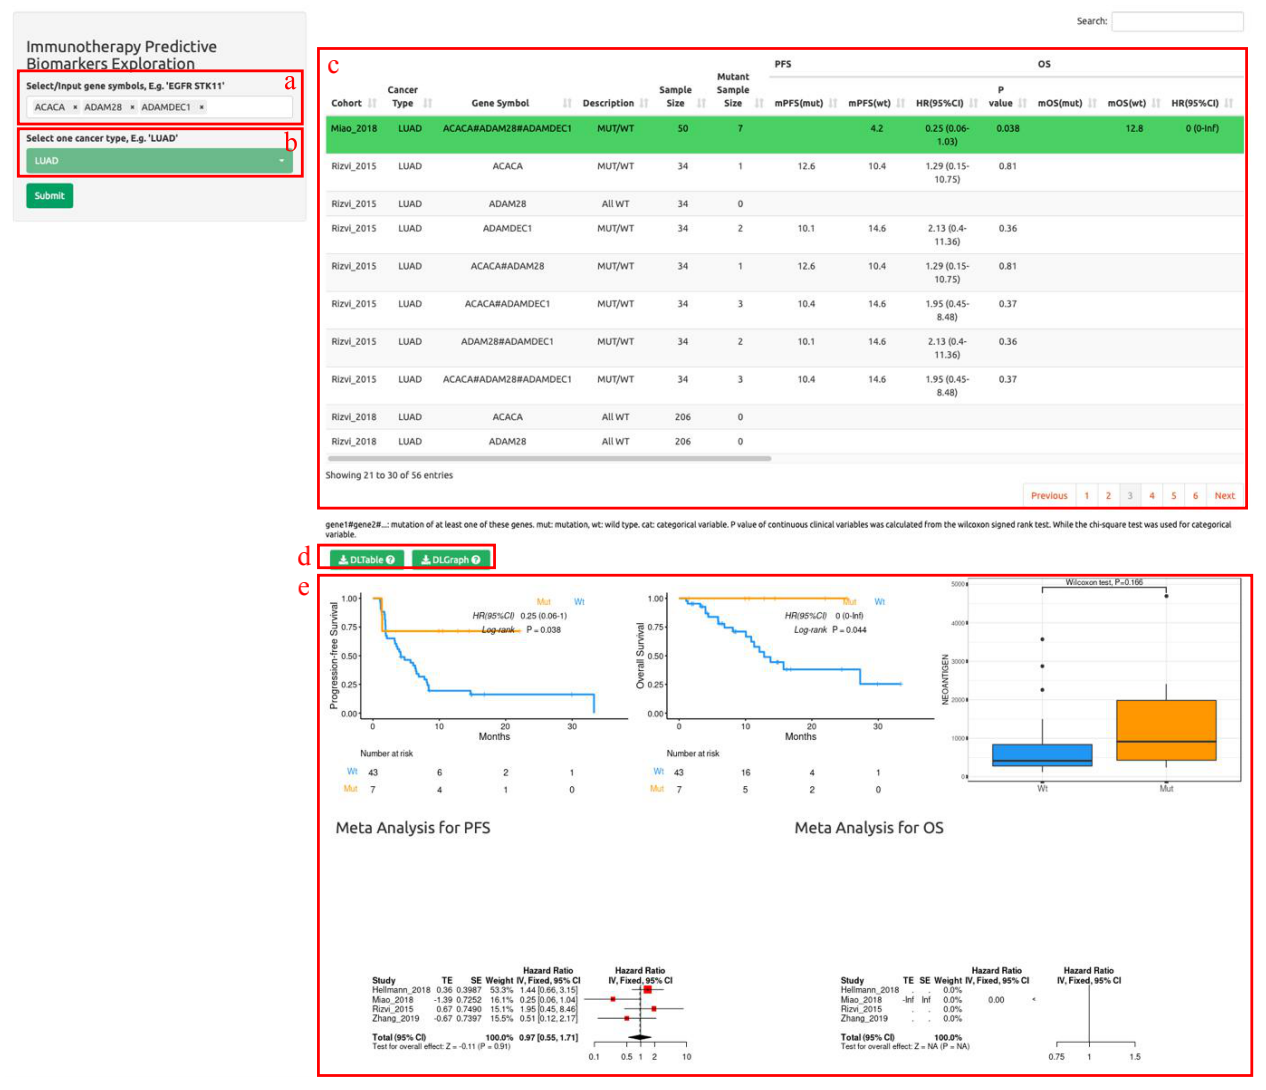 Search:
Immunotherapy Predictive
Biomarkers Exploration
a
Select/Input gene symbols, E.g. 'EGFR STK11'
ACACA × ADAM28 × ADAMDEC1 ×
b
Select one cancer type, E.g. 'LUAD'
LUAD
Submit
c
PFS OS
Cohort Cancer Type Gene Symbol Description Sample Size Mutant Sample Size mPFS(mut) mPFS(wt) HR(95%CI) P value mOS(mut) mOS(wt) HR(95%CI)
Miao_2018 LUAD ACACA#ADAM28#ADAMDEC1 MUT/WT 50 7 4.2 0.25 (0.06-1.03) 0.038 12.8 0 (0-Inf)
Rizvi_2015 LUAD ACACA MUT/WT 34 1 12.6 10.4 1.29 (0.15-10.75) 0.81
Rizvi_2015 LUAD ADAM28 All WT 34 0
Rizvi_2015 LUAD ADAMDEC1 MUT/WT 34 2 10.1 14.6 2.13 (0.4-11.36) 0.36
Rizvi_2015 LUAD ACACA#ADAM28 MUT/WT 34 1 12.6 10.4 1.29 (0.15-10.75) 0.81
Rizvi_2015 LUAD ACACA#ADAMDEC1 MUT/WT 34 3 10.4 14.6 1.95 (0.45-8.48) 0.37
Rizvi_2015 LUAD ADAM28#ADAMDEC1 MUT/WT 34 2 10.1 14.6 2.13 (0.4-11.36) 0.36
Rizvi_2015 LUAD ACACA#ADAM28#ADAMDEC1 MUT/WT 34 3 10.4 14.6 1.95 (0.45-8.48) 0.37
Rizvi_2018 LUAD ACACA All WT 206 0
Rizvi_2018 LUAD ADAM28 All WT 206 0
Showing 21 to 30 of 56 entries
Previous 1 2 3 4 5 6 Next
gene1#gene2#...: mutation of at least one of these genes. mut: mutation, wt: wild type. cat: categorical variable. P value of continuous clinical variables was calculated from the wilcoxon signed rank test. While the chi-square test was used for categorical
variable.
d
DLTable DLGraph
e
Progression-free Survival
1.00
0.75
0.50
0.25
0.00
Mut Wt
HR(95%CI) 0.25 (0.06-1)
Log-rank P = 0.038
0 10 20 30
Months
Number at risk
Wt 43 6 2 1
Mut 7 4 1 0
Overall Survival
1.00
0.75
0.50
0.25
0.00
Mut Wt
HR(95%CI) 0 (0-Inf)
Log-rank P = 0.044
0 10 20 30
Months
Number at risk
Wt 43 16 4 1
Mut 7 5 2 0
Wilcoxon test, P=0.166
NEOANTIGEN
5000
4000
3000
2000
1000
0
Wt Mut
Meta Analysis for PFS
Hazard Ratio Hazard Ratio
Study TE SE Weight IV, Fixed, 95% CI IV, Fixed, 95% CI
Hellmann_2018 0.36 0.3987 53.3% 1.44 [0.66, 3.15]
Miao_2018 -1.39 0.7252 16.1% 0.25 [0.06, 1.04]
Rizvi_2015 0.67 0.7490 15.1% 1.95 [0.45, 8.46]
Zhang_2019 -0.67 0.7397 15.5% 0.51 [0.12, 2.17]
Total (95% CI) 100.0% 0.97 [0.55, 1.71]
Test for overall effect: Z = -0.11 (P = 0.91)
0.1 0.5 1 2 10
Meta Analysis for OS
Hazard Ratio Hazard Ratio
Study TE SE Weight IV, Fixed, 95% CI IV, Fixed, 95% CI
Hellmann_2018 . . 0.0%
Miao_2018 -Inf Inf 0.0% 0.00
Rizvi_2015 . . 0.0%
Zhang_2019 . . 0.0%
Total (95% CI) 100.0%
Test for overall effect: Z = NA (P = NA)
0.75 1 1.5